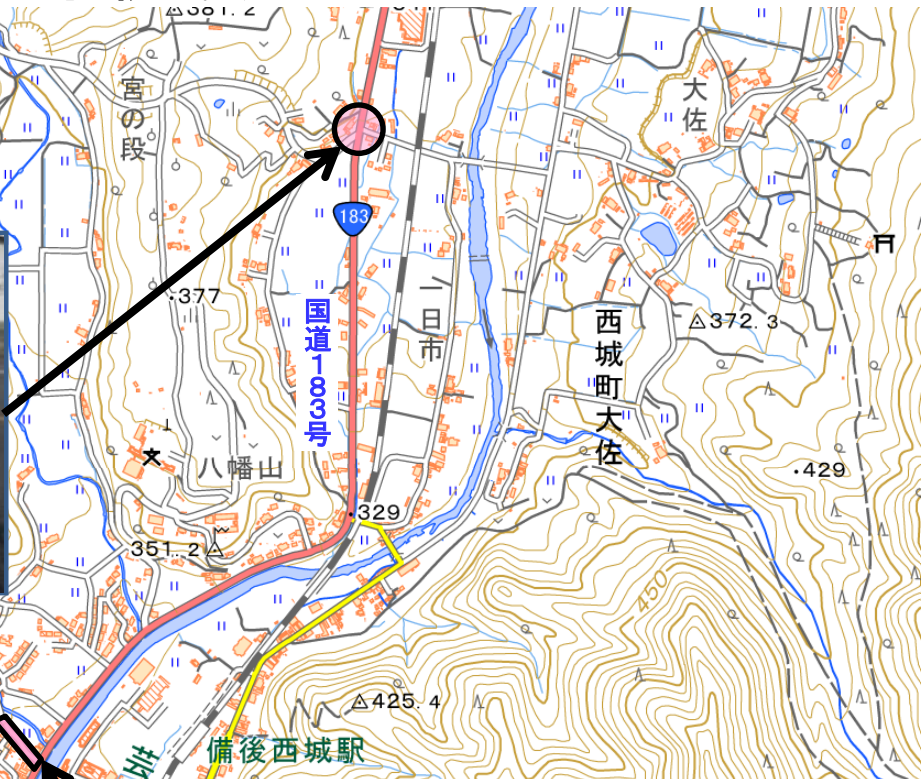 381.2
宮の段
大佐
183
377
国道183号
一日市
西城町大佐
372.3
429
八幡山
329
351.2
450
425.4
備後西城駅